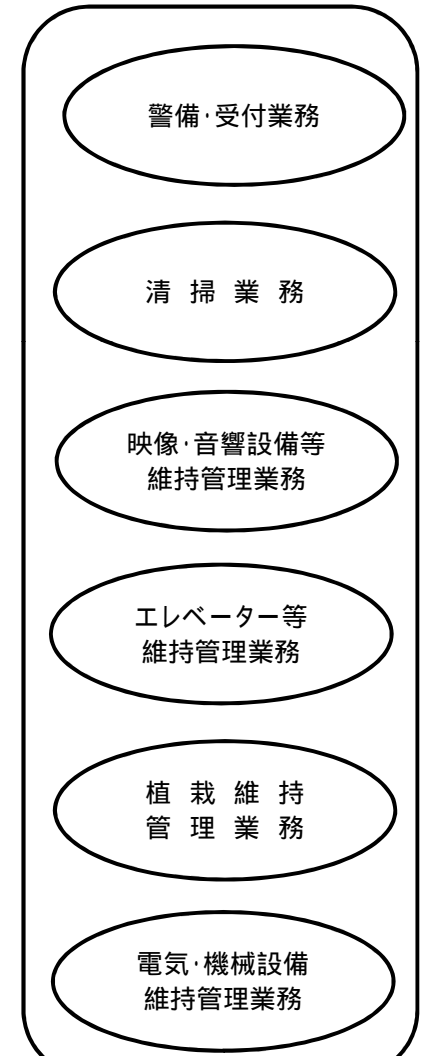 警備･受付業務
清掃業務
映像･音響設備等
維持管理業務
エレベーター等
維持管理業務
植栽維持
管理業務
電気･機械設備
維持管理業務